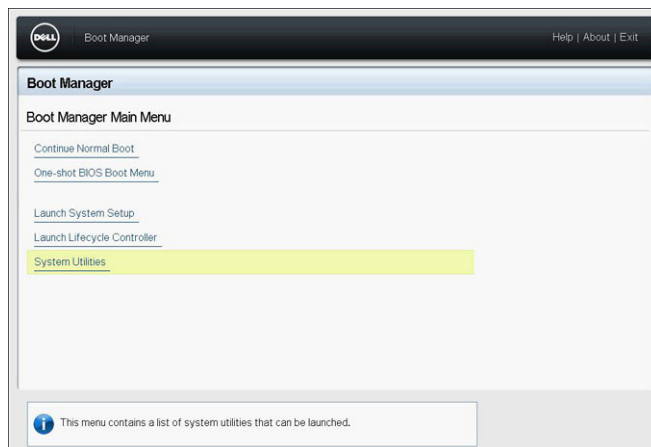 DELL Boot Manager Help | About | Exit
Boot Manager
Boot Manager Main Menu
Continue Normal Boot
One-shot BIOS Boot Menu
Launch System Setup
Launch Lifecycle Controller
System Utilities
This menu contains a list of system utilities that can be launched.